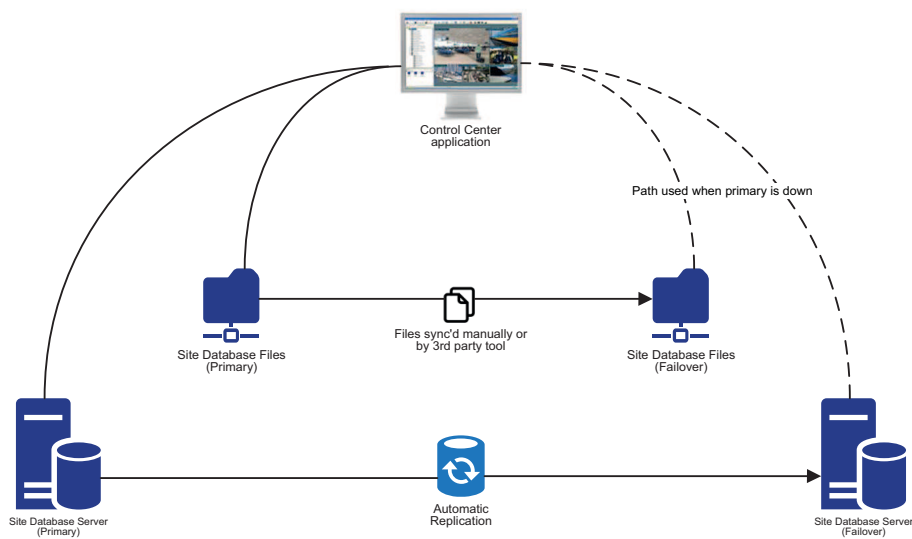 Control Center
application
Path used when primary is down
Files sync'd manually or
by 3rd party tool
Site Database Files
(Primary)
Site Database Files
(Failover)
Automatic
Replication
Site Database Server
(Primary)
Site Database Server
(Failover)